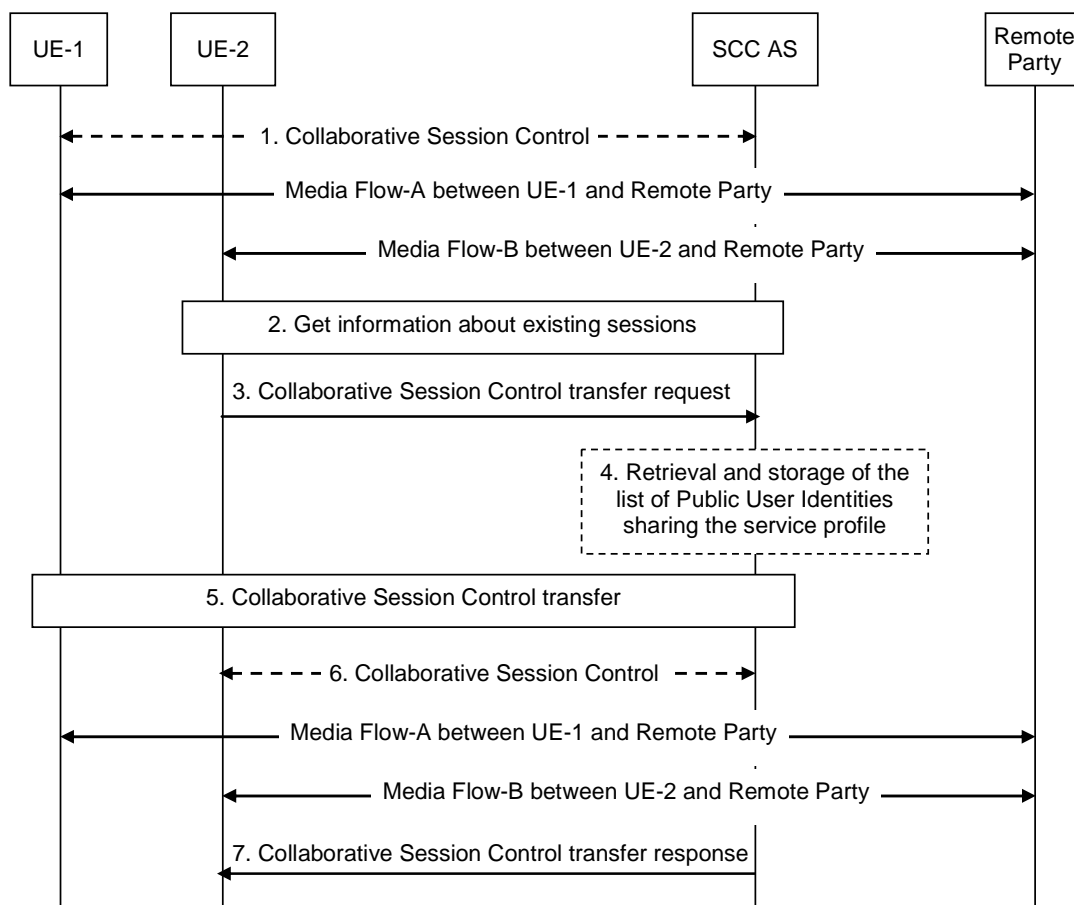 UE-1
UE-2
SCC AS
Remote
Party
1. Collaborative Session Control
Media Flow-A between UE-1 and Remote Party
Media Flow-B between UE-2 and Remote Party
2. Get information about existing sessions
3. Collaborative Session Control transfer request
4. Retrieval and storage of the
list of Public User Identities
sharing the service profile
5. Collaborative Session Control transfer
6. Collaborative Session Control
Media Flow-A between UE-1 and Remote Party
Media Flow-B between UE-2 and Remote Party
7. Collaborative Session Control transfer response